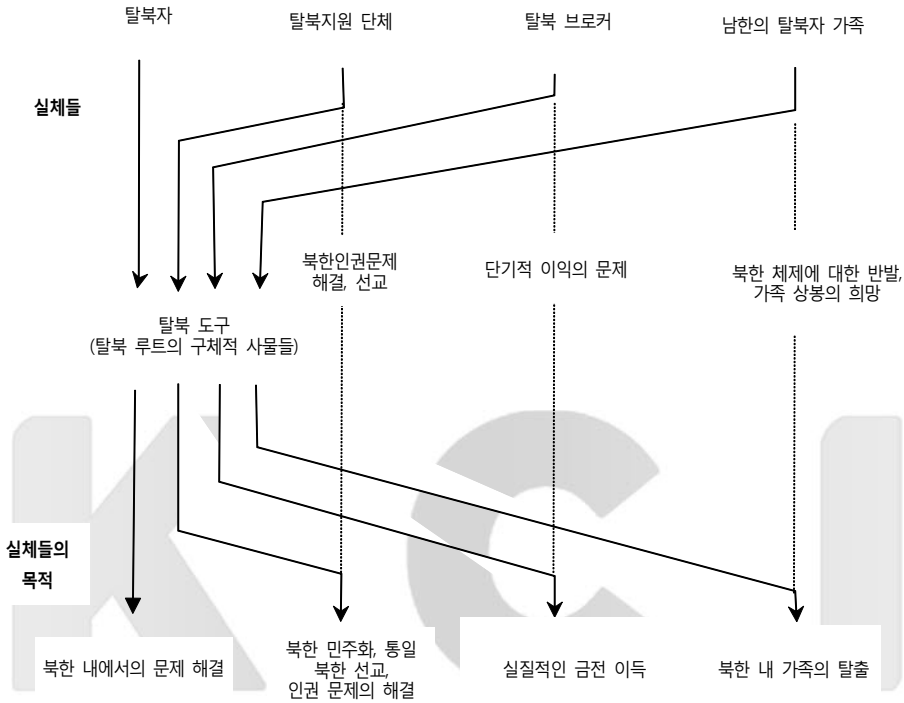 탈북자
탈북지원 단체
탈북 브로커
남한의 탈북자 가족
실체들
북한인권문제
해결, 선교
단기적 이익의 문제
북한 체제에 대한 반발,
가족 상봉의 희망
탈북 도구
(탈북 루트의 구체적 사물들)
실체들의
목적
북한 내에서의 문제 해결
북한 민주화, 통일
북한 선교,
인권 문제의 해결
실질적인 금전 이득
북한 내 가족의 탈출
KCI